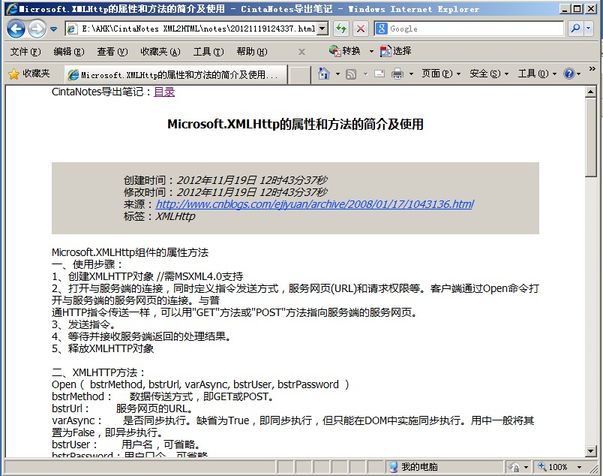 Microsoft.XMLHttp的属性和方法的简介及使用 - CintaNotes导出笔记 - Windows Internet Explorer
E:\AHX\CintaNotes XML2HTML\notes\20121119124337.html
Google
文件(F) 编辑(E) 查看(V) 收藏夹(A) 工具(T) 帮助(H) x 转换 选择
收藏夹 Microsoft.XMLHttp的属性和方法的简介及使用... 页面(P) 安全(S) 工具(O)
CintaNotes导出笔记：目录
Microsoft.XMLHttp的属性和方法的简介及使用
创建时间：2012年11月19日 12时43分37秒
修改时间：2012年11月19日 12时43分37秒
来源：http://www.cnblogs.com/ejiyuan/archive/2008/01/17/1043136.html
标签：XMLHttp
Microsoft.XMLHttp组件的属性方法
一、使用步骤：
1、创建XMLHTTP对象 //需MSXML4.0支持
2、打开与服务端的连接，同时定义指令发送方式，服务网页(URL)和请求权限等。客户端通过Open命令打
开与服务端的服务网页的连接。与普
通HTTP指令传送一样，可以用"GET"方法或"POST"方法指向服务端的服务网页。
3、发送指令。
4、等待并接收服务端返回的处理结果。
5、释放XMLHTTP对象
二、XMLHTTP方法：
Open（ bstrMethod, bstrUrl, varAsync, bstrUser, bstrPassword ）
bstrMethod： 数据传送方式，即GET或POST。
bstrUrl： 服务网页的URL。
varAsync： 是否同步执行。缺省为True，即同步执行，但只能在DOM中实施同步执行。用中一般将其
置为False，即异步执行。
bstrUser： 用户名，可省略。
bstrPassword：用户口令，可省略。
我的电脑 100%